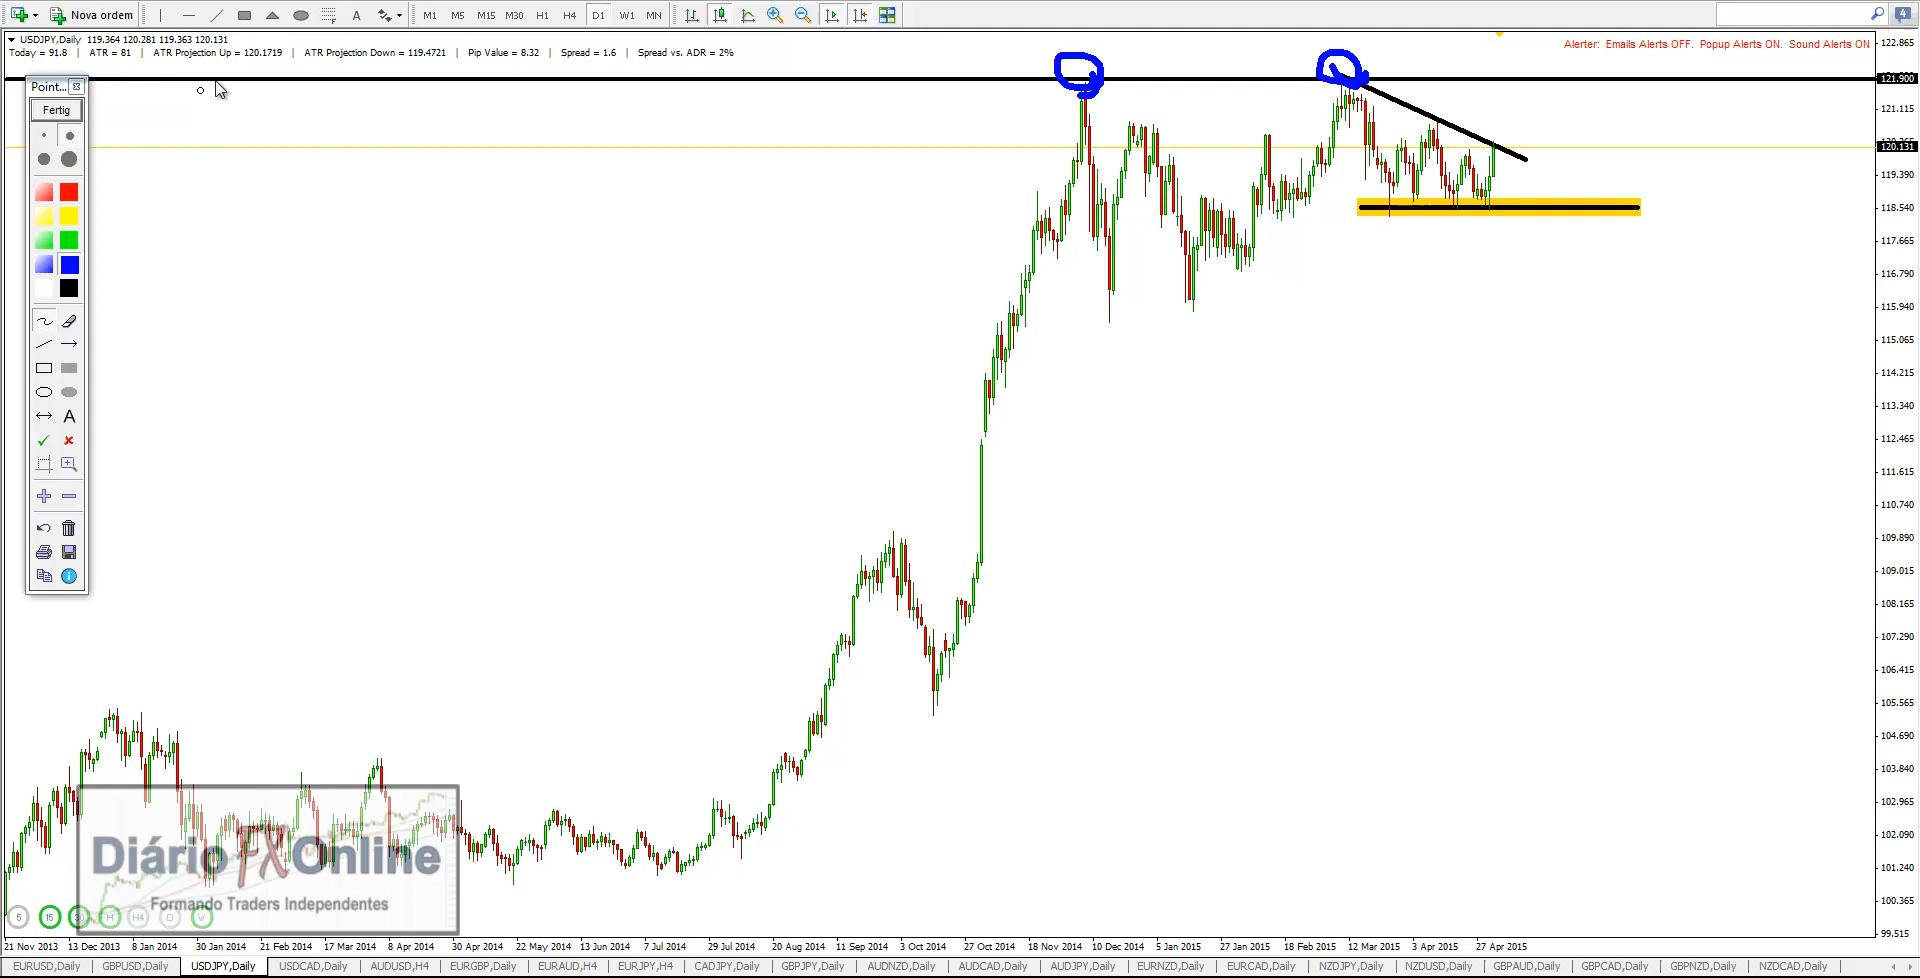 Nova ordem
A
M1 M5 M15 M30 H1 H4 D1 W1 MN
4
USDJPY,Daily 119.364 120.281 119.363 120.131
Today = 91.8 | ATR = 81 | ATR Projection Up = 120.1719 | ATR Projection Down = 119.4721 | Pip Value = 8.32 | Spread = 1.6 | Spread vs. ADR = 2%
Alerter: Emails Alerts OFF. Popup Alerts ON. Sound Alerts ON
Point...
Fertig
A
122.865
121.900
121.115
120.131
119.390
118.540
117.665
116.790
115.940
115.065
114.215
113.340
112.465
111.615
110.740
109.890
109.015
108.165
107.290
106.415
105.565
104.690
103.840
102.965
102.090
101.240
100.365
99.515
Diário FX Online
Formando Traders Independentes
5 15 30 H H4 D W
21 Nov 2013 13 Dec 2013 8 Jan 2014 30 Jan 2014 21 Feb 2014 17 Mar 2014 8 Apr 2014 30 Apr 2014 22 May 2014 13 Jun 2014 7 Jul 2014 29 Jul 2014 20 Aug 2014 11 Sep 2014 3 Oct 2014 27 Oct 2014 18 Nov 2014 10 Dec 2014 5 Jan 2015 27 Jan 2015 18 Feb 2015 12 Mar 2015 3 Apr 2015 27 Apr 2015
EURUSD,Daily GBPUSD,Daily USDJPY,Daily USDCAD,Daily AUDUSD,H4 EURGBP,Daily EURAUD,H4 EURJPY,H4 CADJPY,Daily GBPJPY,Daily AUDNZD,Daily AUDCAD,Daily AUDJPY,Daily EURNZD,Daily EURCAD,Daily NZDJPY,Daily NZDUSD,Daily GBPAUD,Daily GBPCAD,Daily GBPNZD,Daily NZDCAD,Daily